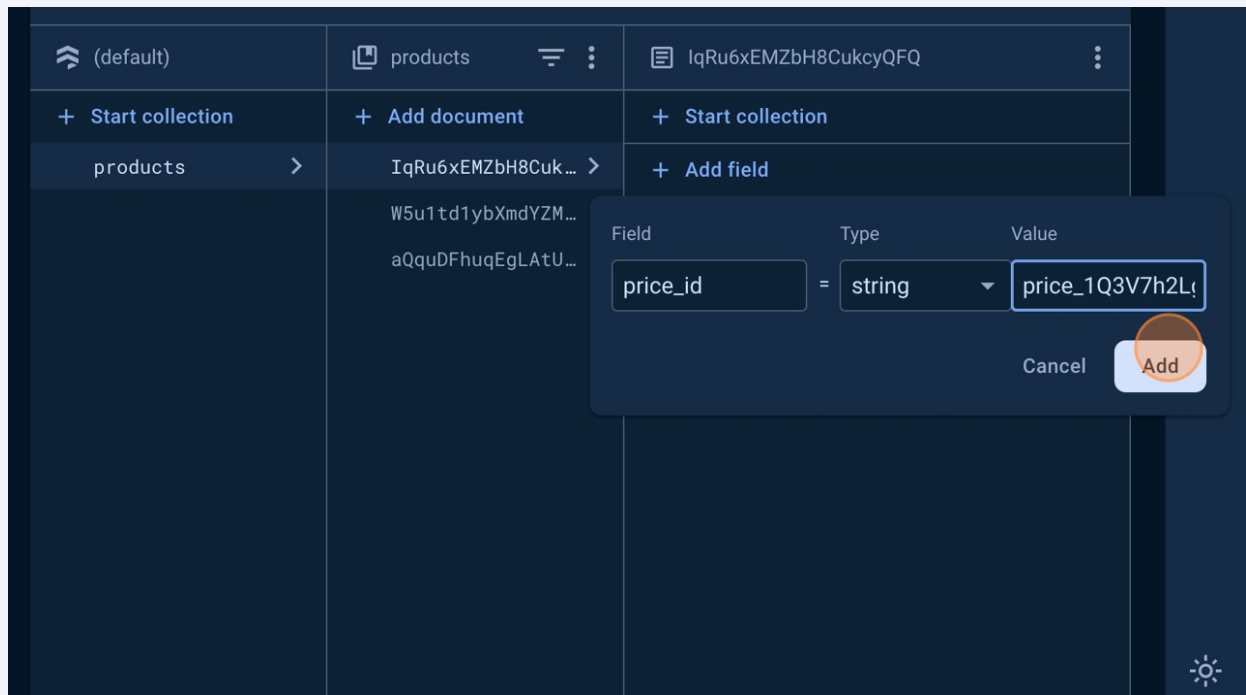 (default)
products
IqRu6xEMZbH8CukcyQFQ
+ Start collection
+ Add document
+ Start collection
products
IqRu6xEMZbH8Cuk…
+ Add field
W5u1td1ybXmdYZM…
aQquDFhuqEgLAtU…
Field
Type
Value
price_id
=
string
price_1Q3V7h2L
Cancel
Add